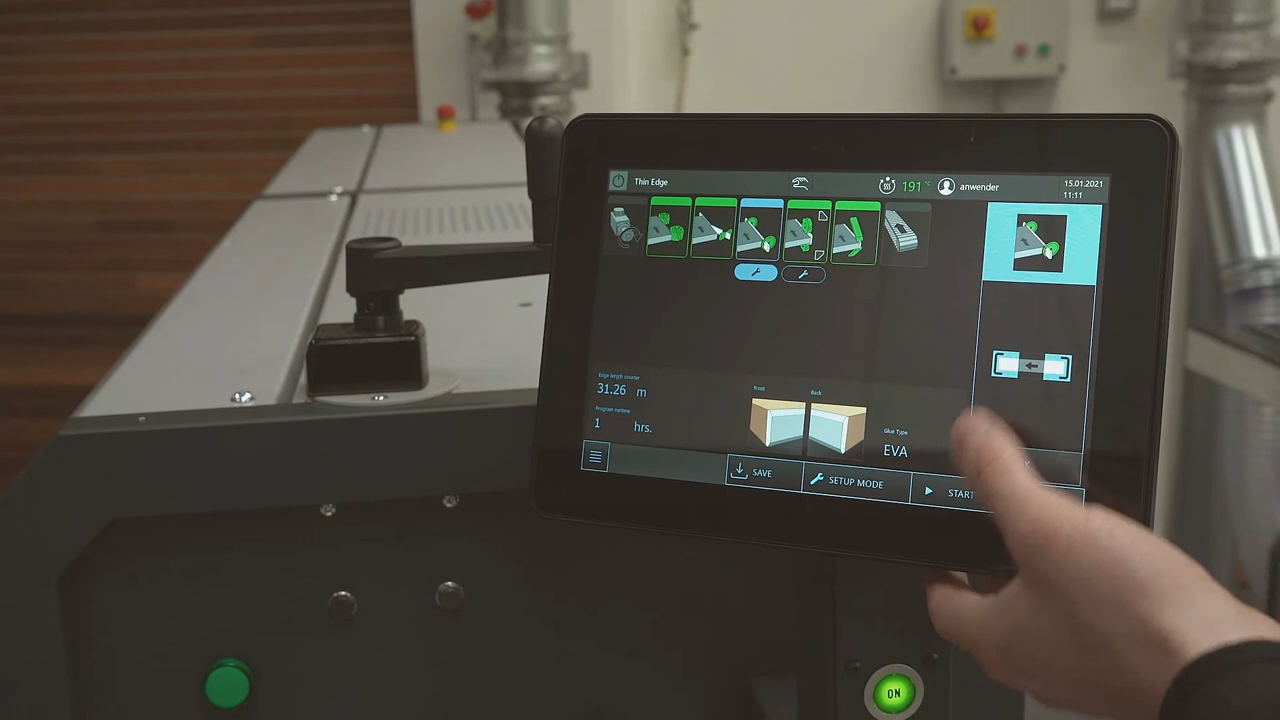 Thin Edge
191 °C
anwender
15.01.2021
11:11
Edge length counter
31.26 m
Program runtime
1 hrs.
Front
Back
Glue Type
EVA
SAVE
SETUP MODE
START
ON